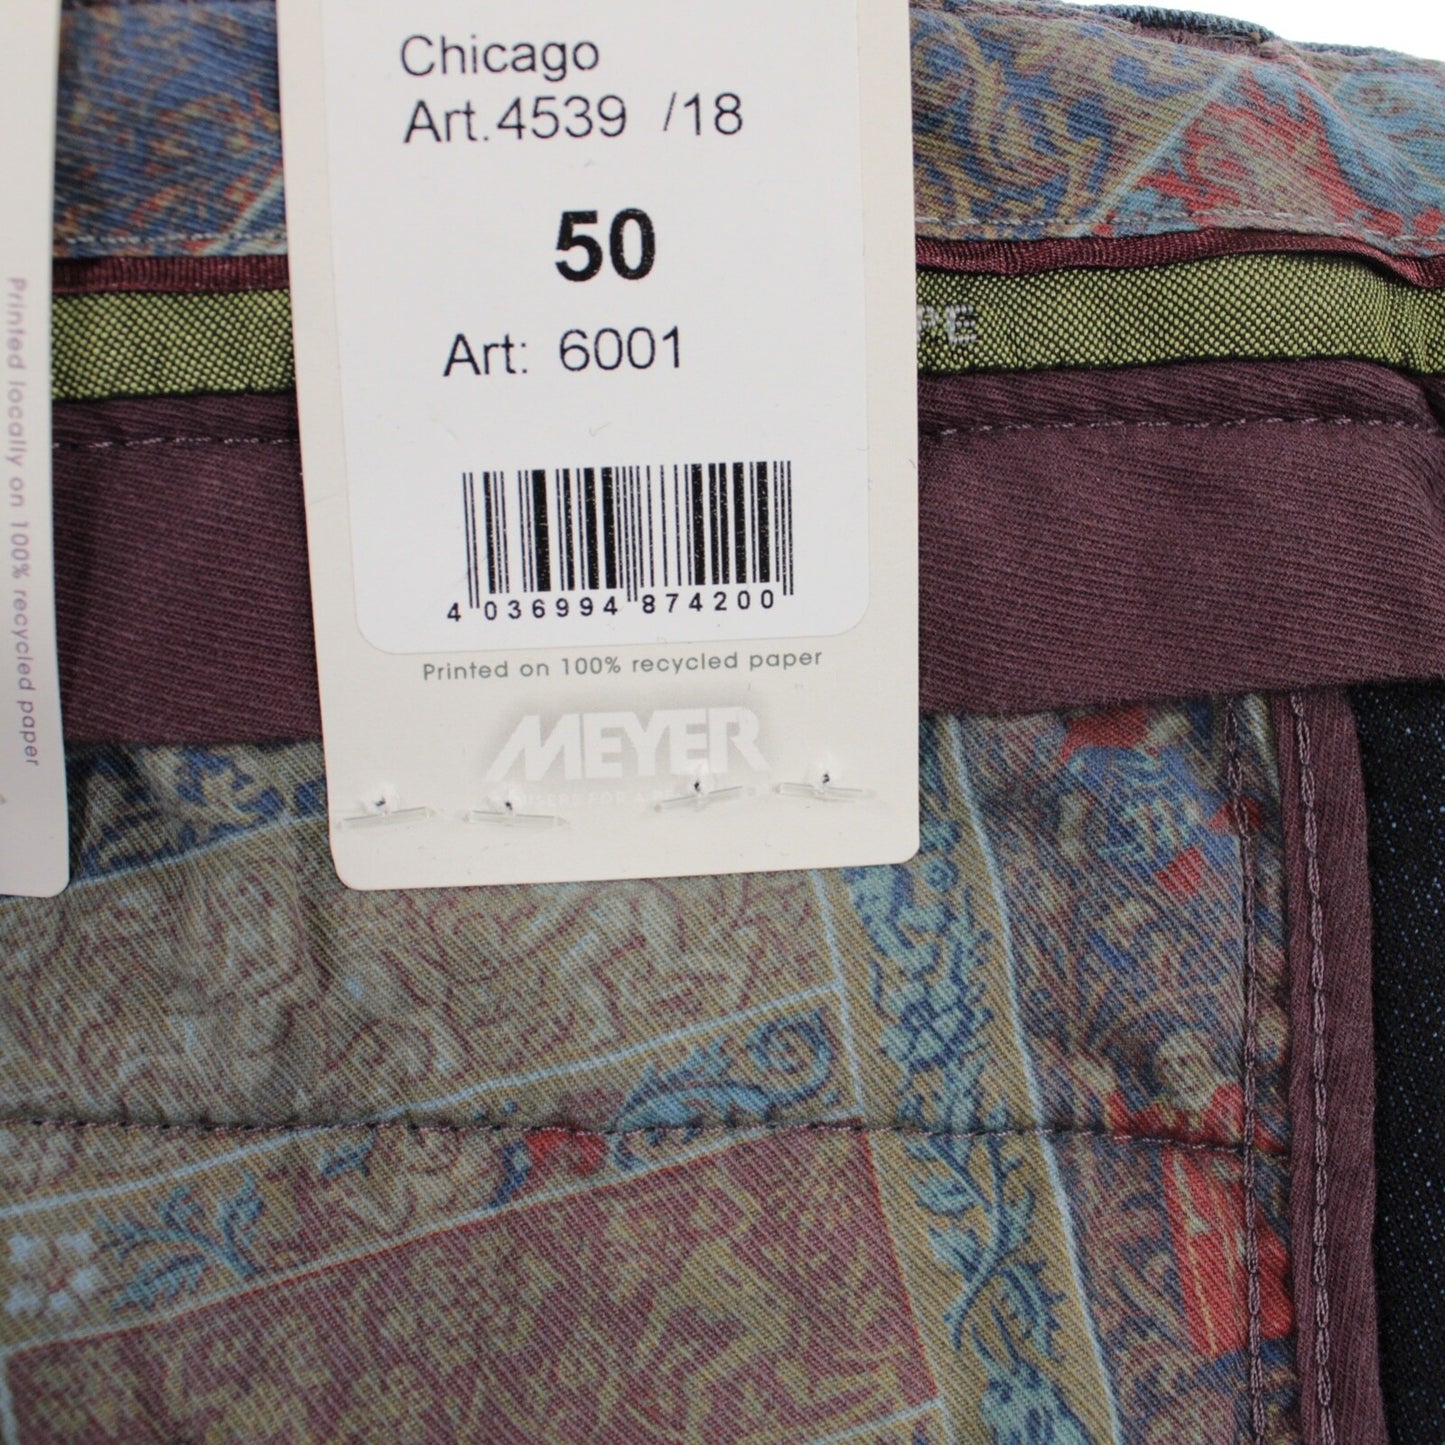 Chicago
Art.4539 /18
50
Art: 6001
4 036994 874200
Printed on 100% recycled paper
MEYER
Printed locally on 100% recycled paper
PE